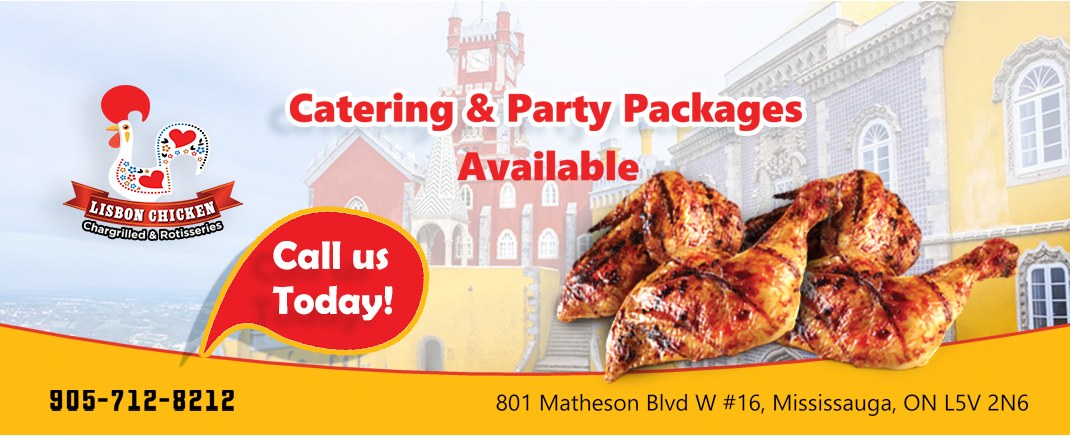 Catering & Party Packages
Available
LISBON CHICKEN
Chargrilled & Rotisseries
Call us
Today!
905-712-8212
801 Matheson Blvd W #16, Mississauga, ON L5V 2N6